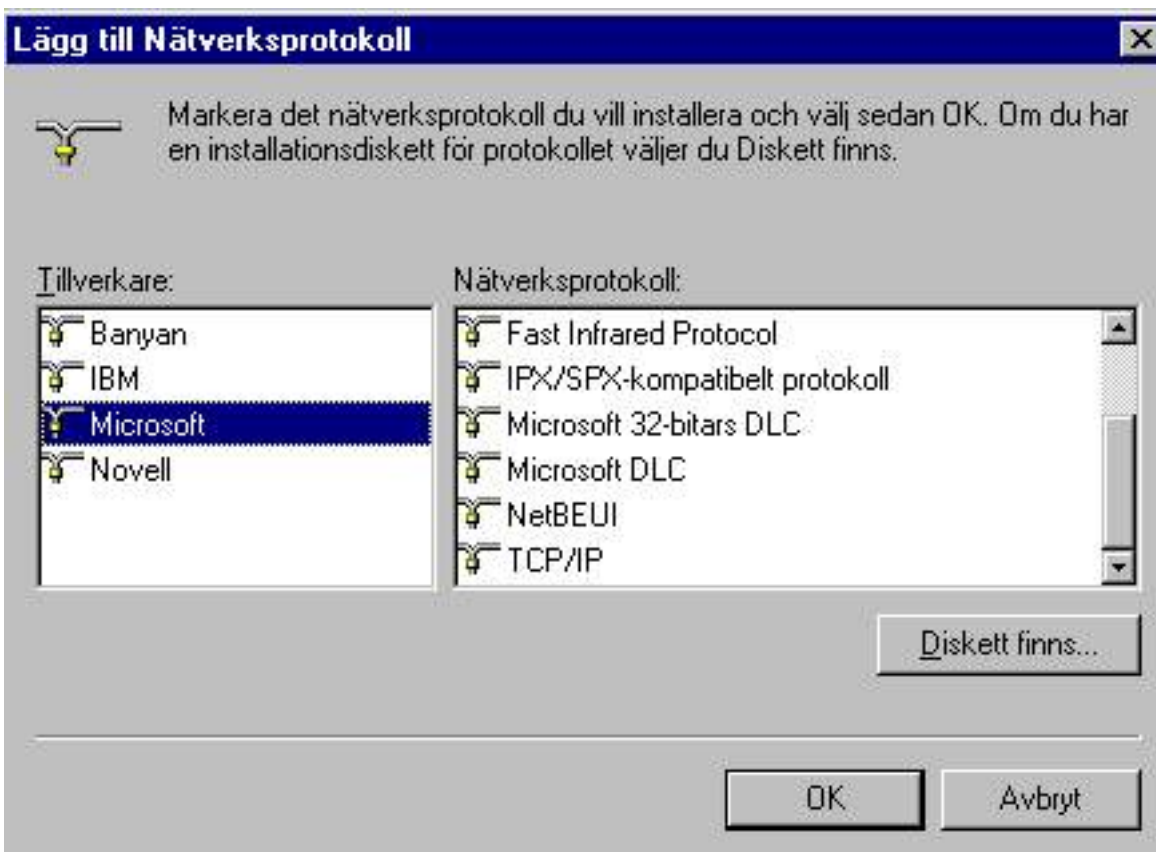 Lägg till Nätverksprotokoll
Markera det nätverksprotokoll du vill installera och välj sedan OK. Om du har
en installationsdiskett för protokollet väljer du Diskett finns.
Tillverkare:
Banyan
IBM
Microsoft
Novell
Nätverksprotokoll:
Fast Infrared Protocol
IPX/SPX-kompatibelt protokoll
Microsoft 32-bitars DLC
Microsoft DLC
NetBEUI
TCP/IP
Diskett finns...
OK
Avbryt